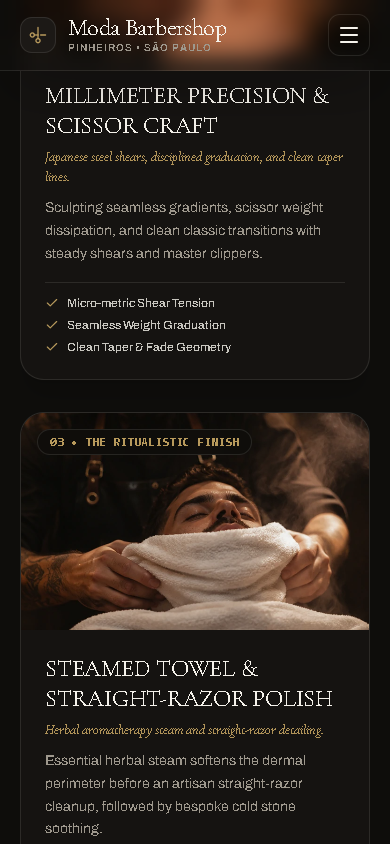 Moda Barbershop
PINHEIROS • SÃO PAULO
MILLIMETER PRECISION &
SCISSOR CRAFT
Japanese steel shears, disciplined graduation, and clean taper
lines.
Sculpting seamless gradients, scissor weight
dissipation, and clean classic transitions with
steady shears and master clippers.
Micro-metric Shear Tension
Seamless Weight Graduation
Clean Taper & Fade Geometry
03 • THE RITUALISTIC FINISH
STEAMED TOWEL &
STRAIGHT-RAZOR POLISH
Herbal aromatherapy steam and straight-razor detailing.
Essential herbal steam softens the dermal
perimeter before an artisan straight-razor
cleanup, followed by bespoke cold stone
soothing.